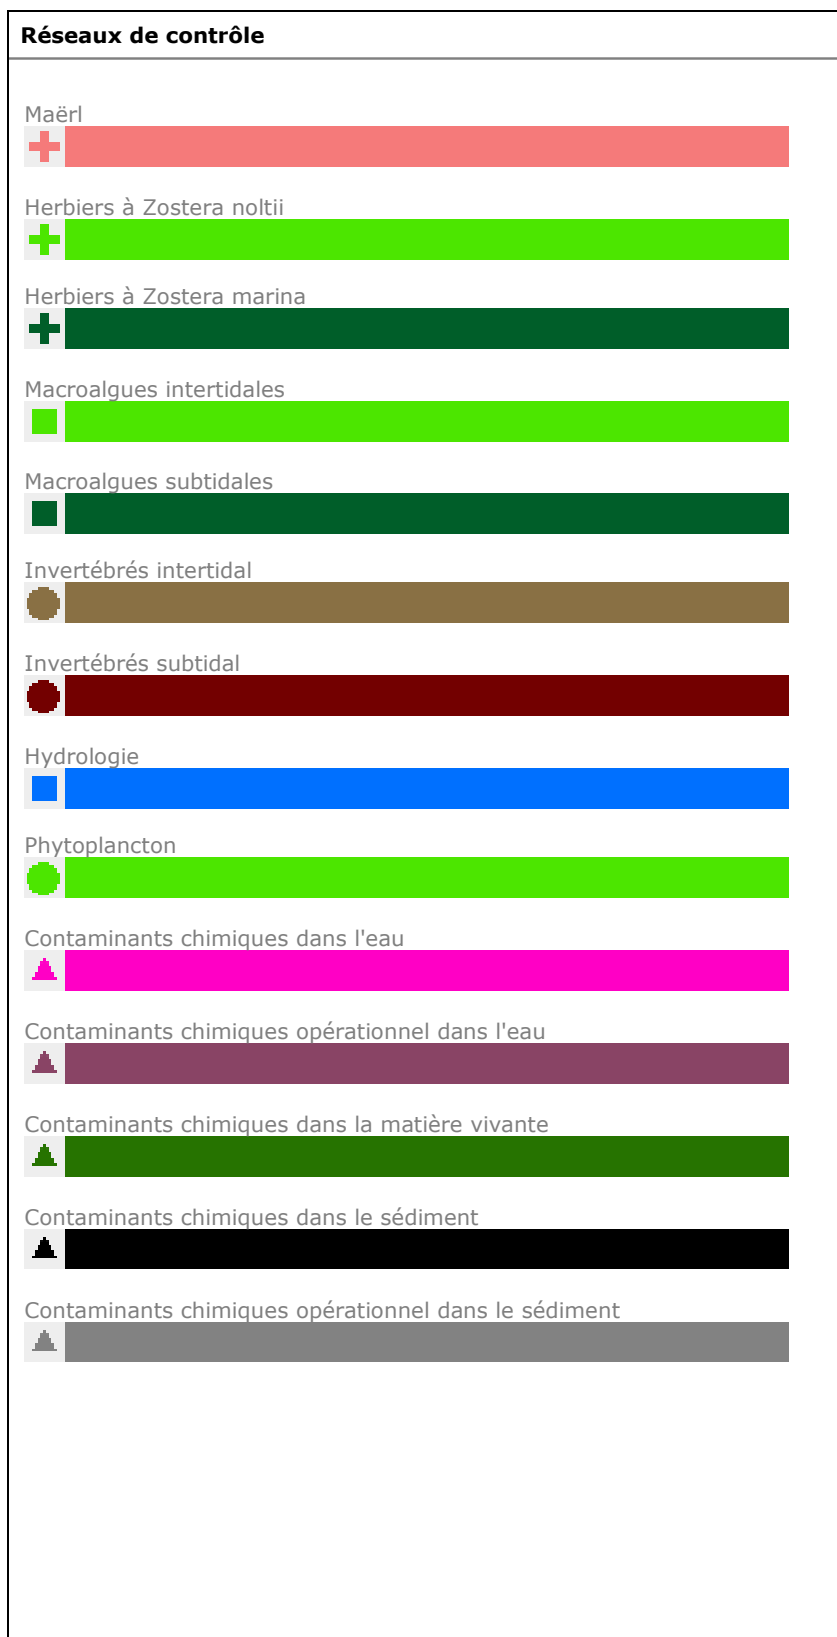 Réseaux de contrôle
Maërl
Herbiers à Zostera noltii
Herbiers à Zostera marina
Macroalgues intertidales
Macroalgues subtidales
Invertébrés intertidal
Invertébrés subtidal
Hydrologie
Phytoplancton
Contaminants chimiques dans l'eau
Contaminants chimiques opérationnel dans l'eau
Contaminants chimiques dans la matière vivante
Contaminants chimiques dans le sédiment
Contaminants chimiques opérationnel dans le sédiment